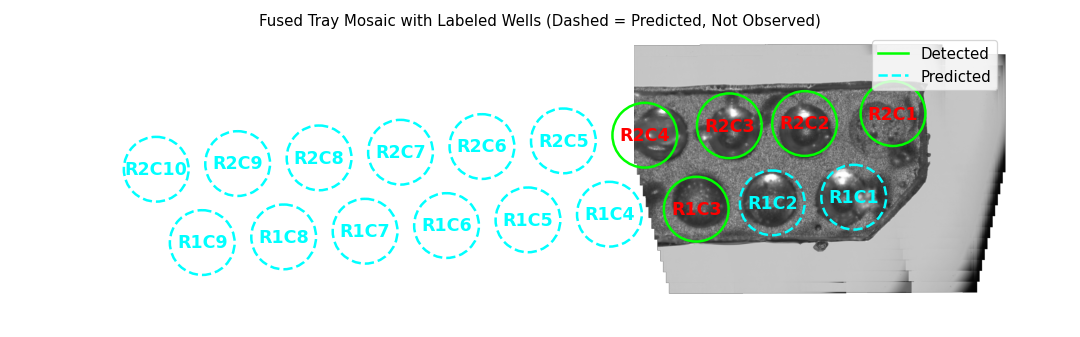 Fused Tray Mosaic with Labeled Wells (Dashed = Predicted, Not Observed)
Detected
Predicted
R2C10 R2C9 R2C8 R2C7 R2C6 R2C5 R2C4 R2C3 R2C2 R2C1
R1C9 R1C8 R1C7 R1C6 R1C5 R1C4 R1C3 R1C2 R1C1